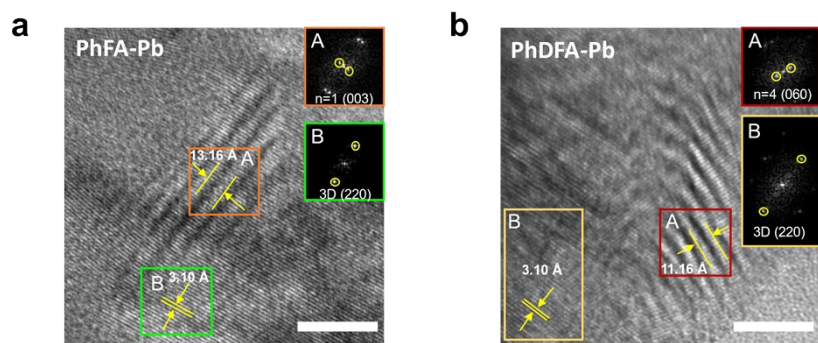 a
PhFA-Pb
A
n=1 (003)
B
3D (220)
13.16 Å
A
B
3.10 Å
b
PhDFA-Pb
A
n=4 (060)
B
3D (220)
B
3.10 Å
A
11.16 Å